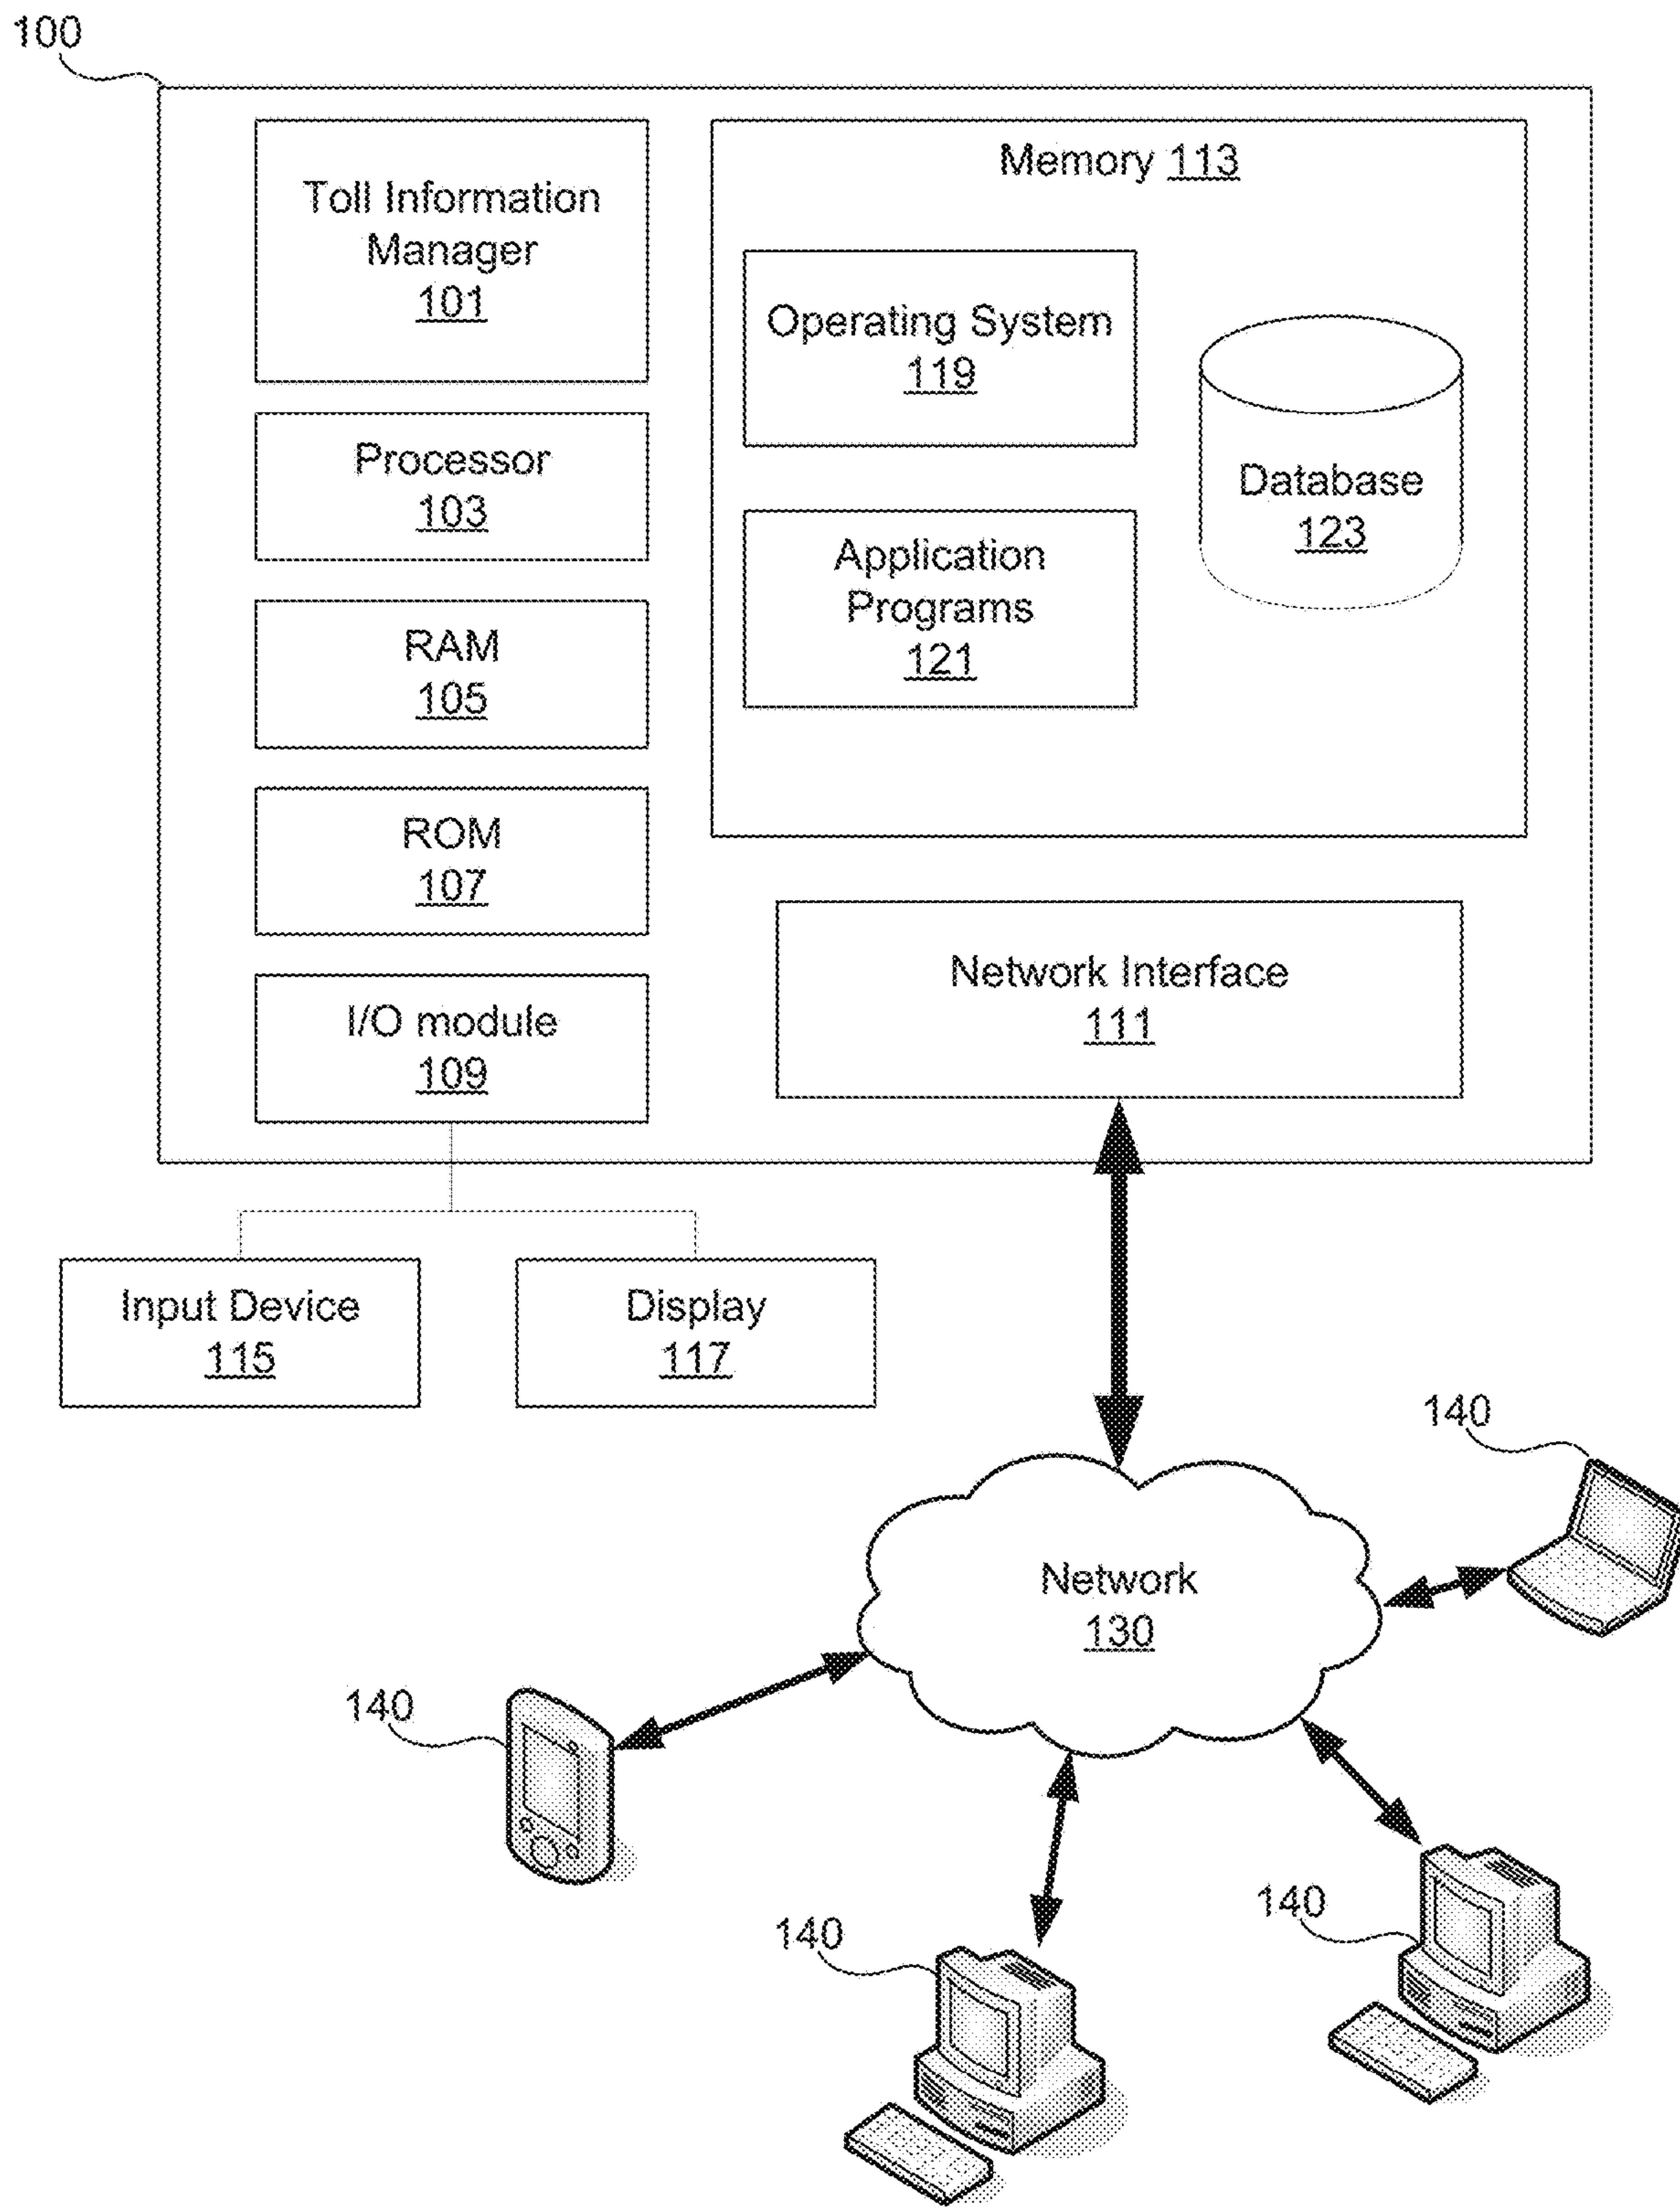 100
Toll Information
Manager
101
Processor
103
RAM
105
ROM
107
I/O module
109
Memory 113
Operating System
119
Application
Programs
121
Database
123
Network Interface
111
Input Device
115
Display
117
Network
130
140
140
140
140